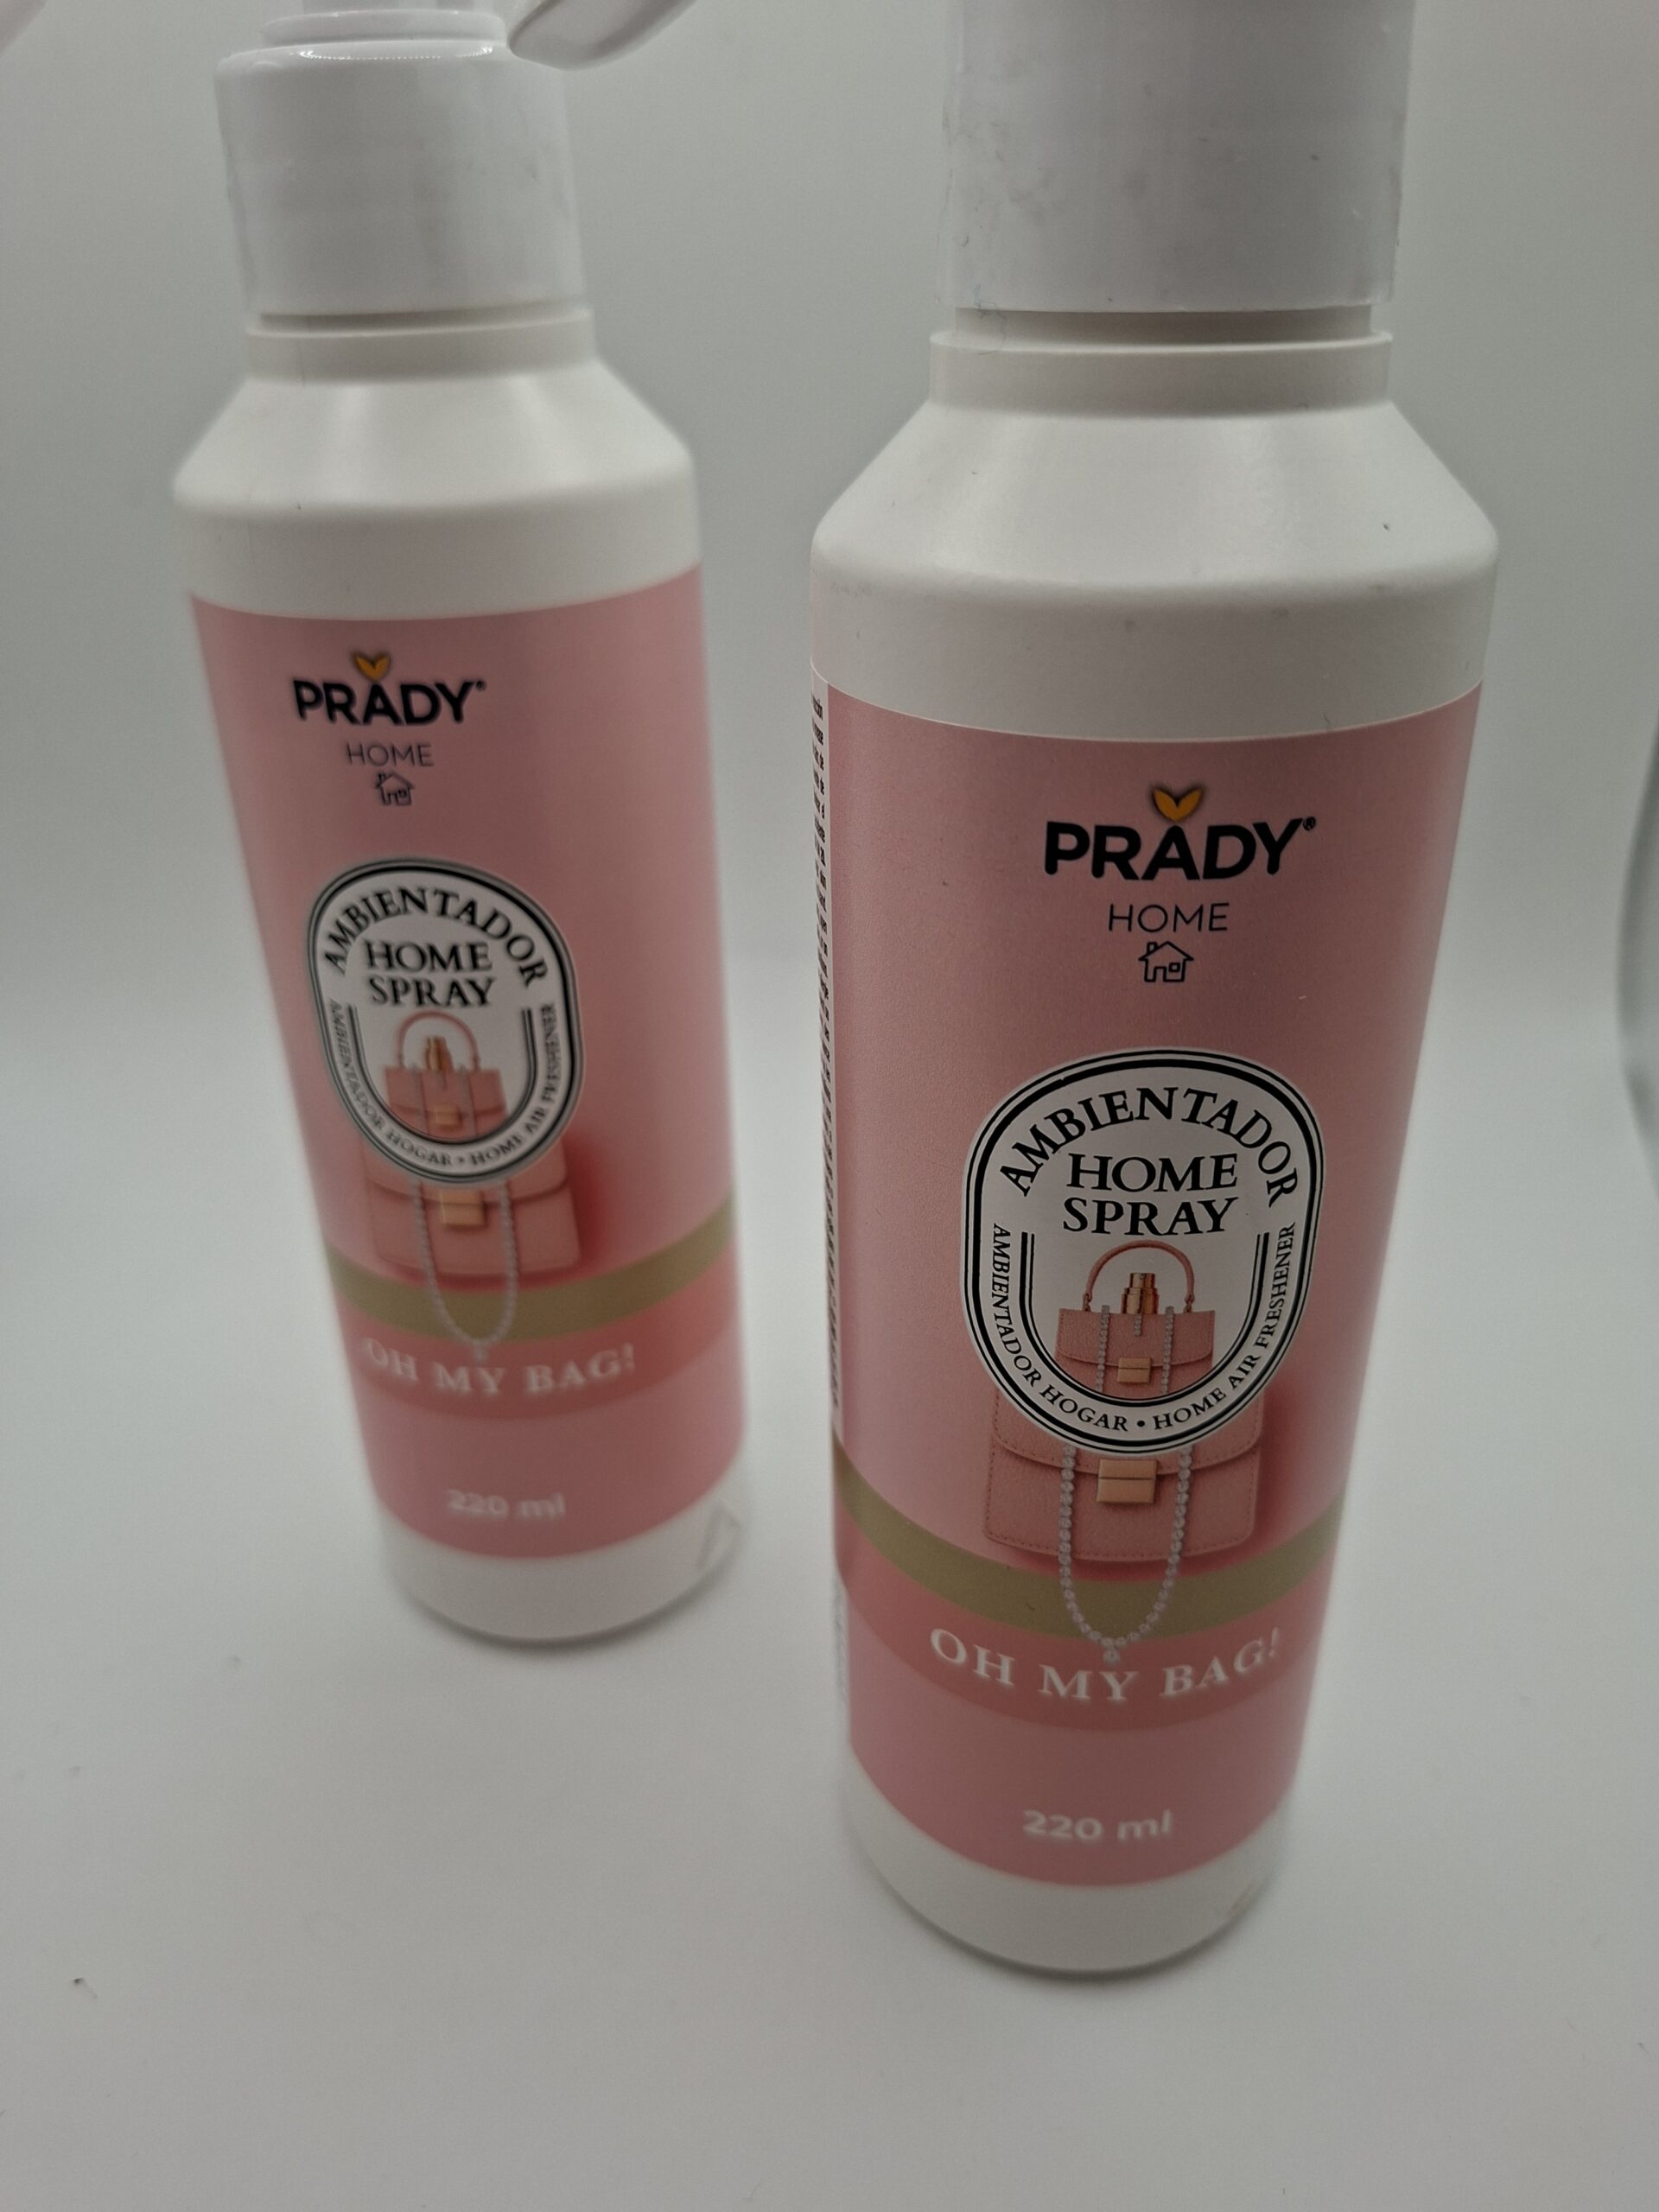 PRADY®
HOME
AMBIENTADOR
HOME
SPRAY
AMBIENTADOR HOGAR • HOME AIR FRESHENER
OH MY BAG!
220 ml
PRADY®
HOME
AMBIENTADOR
HOME
SPRAY
AMBIENTADOR HOGAR • HOME AIR FRESHENER
OH MY BAG!
220 ml